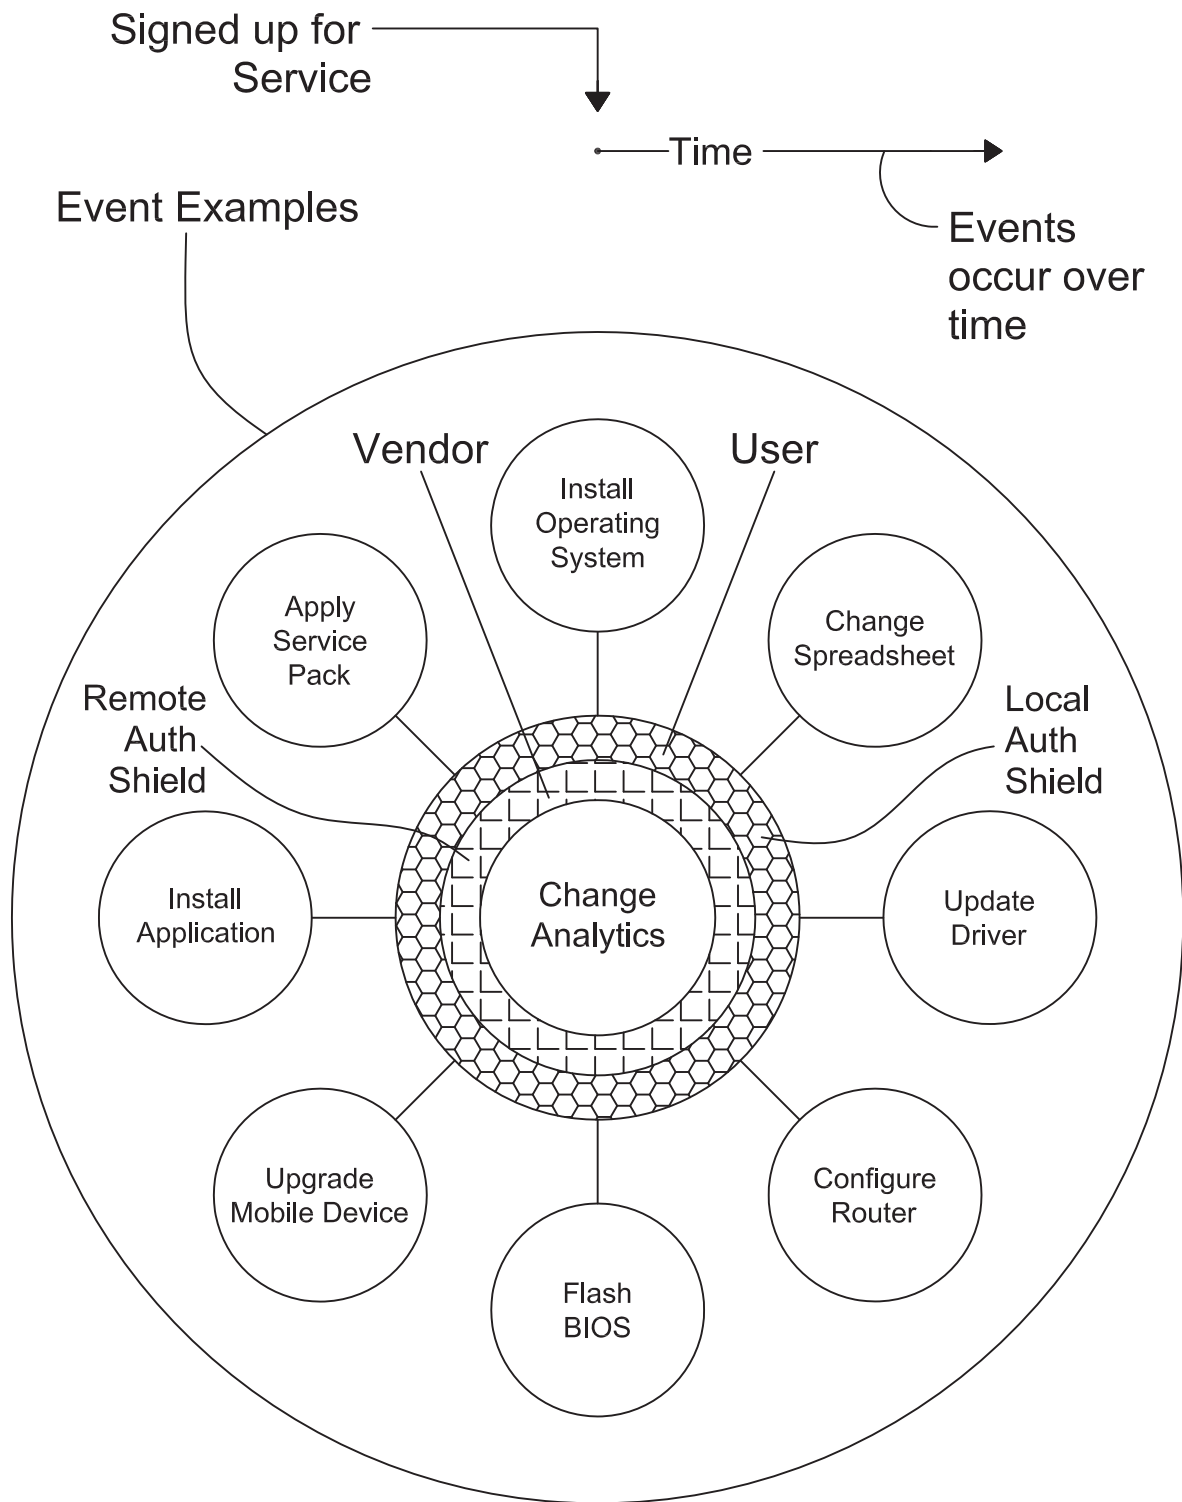 Signed up for
Service
Time
Events
occur over
time
Event Examples
Vendor
User
Install
Operating
System
Apply
Service
Pack
Change
Spreadsheet
Remote
Auth
Shield
Local
Auth
Shield
Install
Application
Change
Analytics
Update
Driver
Upgrade
Mobile Device
Configure
Router
Flash
BIOS